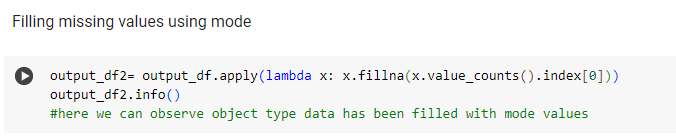 Filling missing values using mode
output_df2= output_df.apply(lambda x: x.fillna(x.value_counts().index[0]))
output_df2.info()
#here we can observe object type data has been filled with mode values